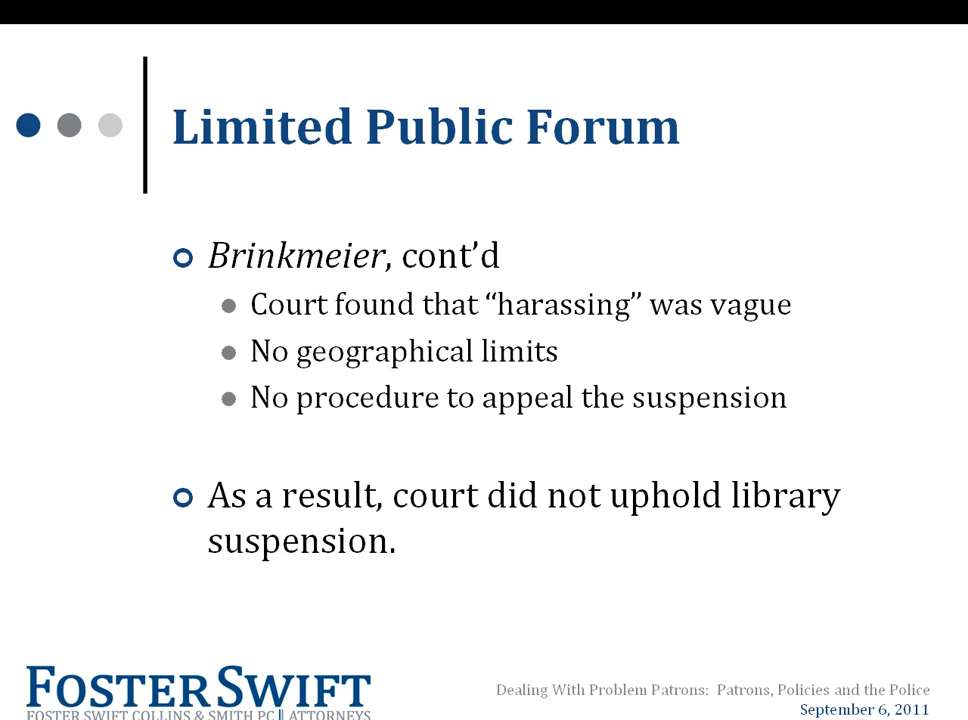 Limited Public Forum
Brinkmeier, cont’d
Court found that “harassing” was vague
No geographical limits
No procedure to appeal the suspension
As a result, court did not uphold library
suspension.
FOSTER SWIFT
FOSTER SWIFT COLLINS & SMITH PC || ATTORNEYS
Dealing With Problem Patrons: Patrons, Policies and the Police
September 6, 2011